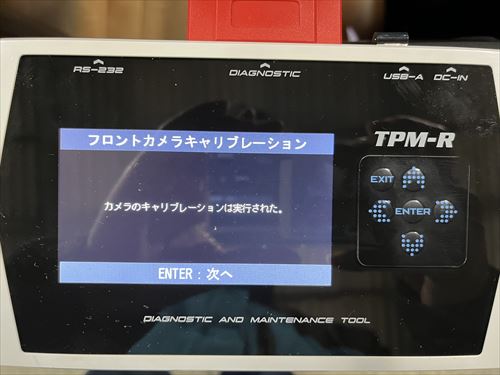 RS-232
DIAGNOSTIC
USB-A DC-IN
フロントカメラキャリブレーション
TPM-R
EXIT
カメラのキャリブレーションは実行された。
ENTER
ENTER：次へ
DIAGNOSTIC AND MAINTENANCE TOOL